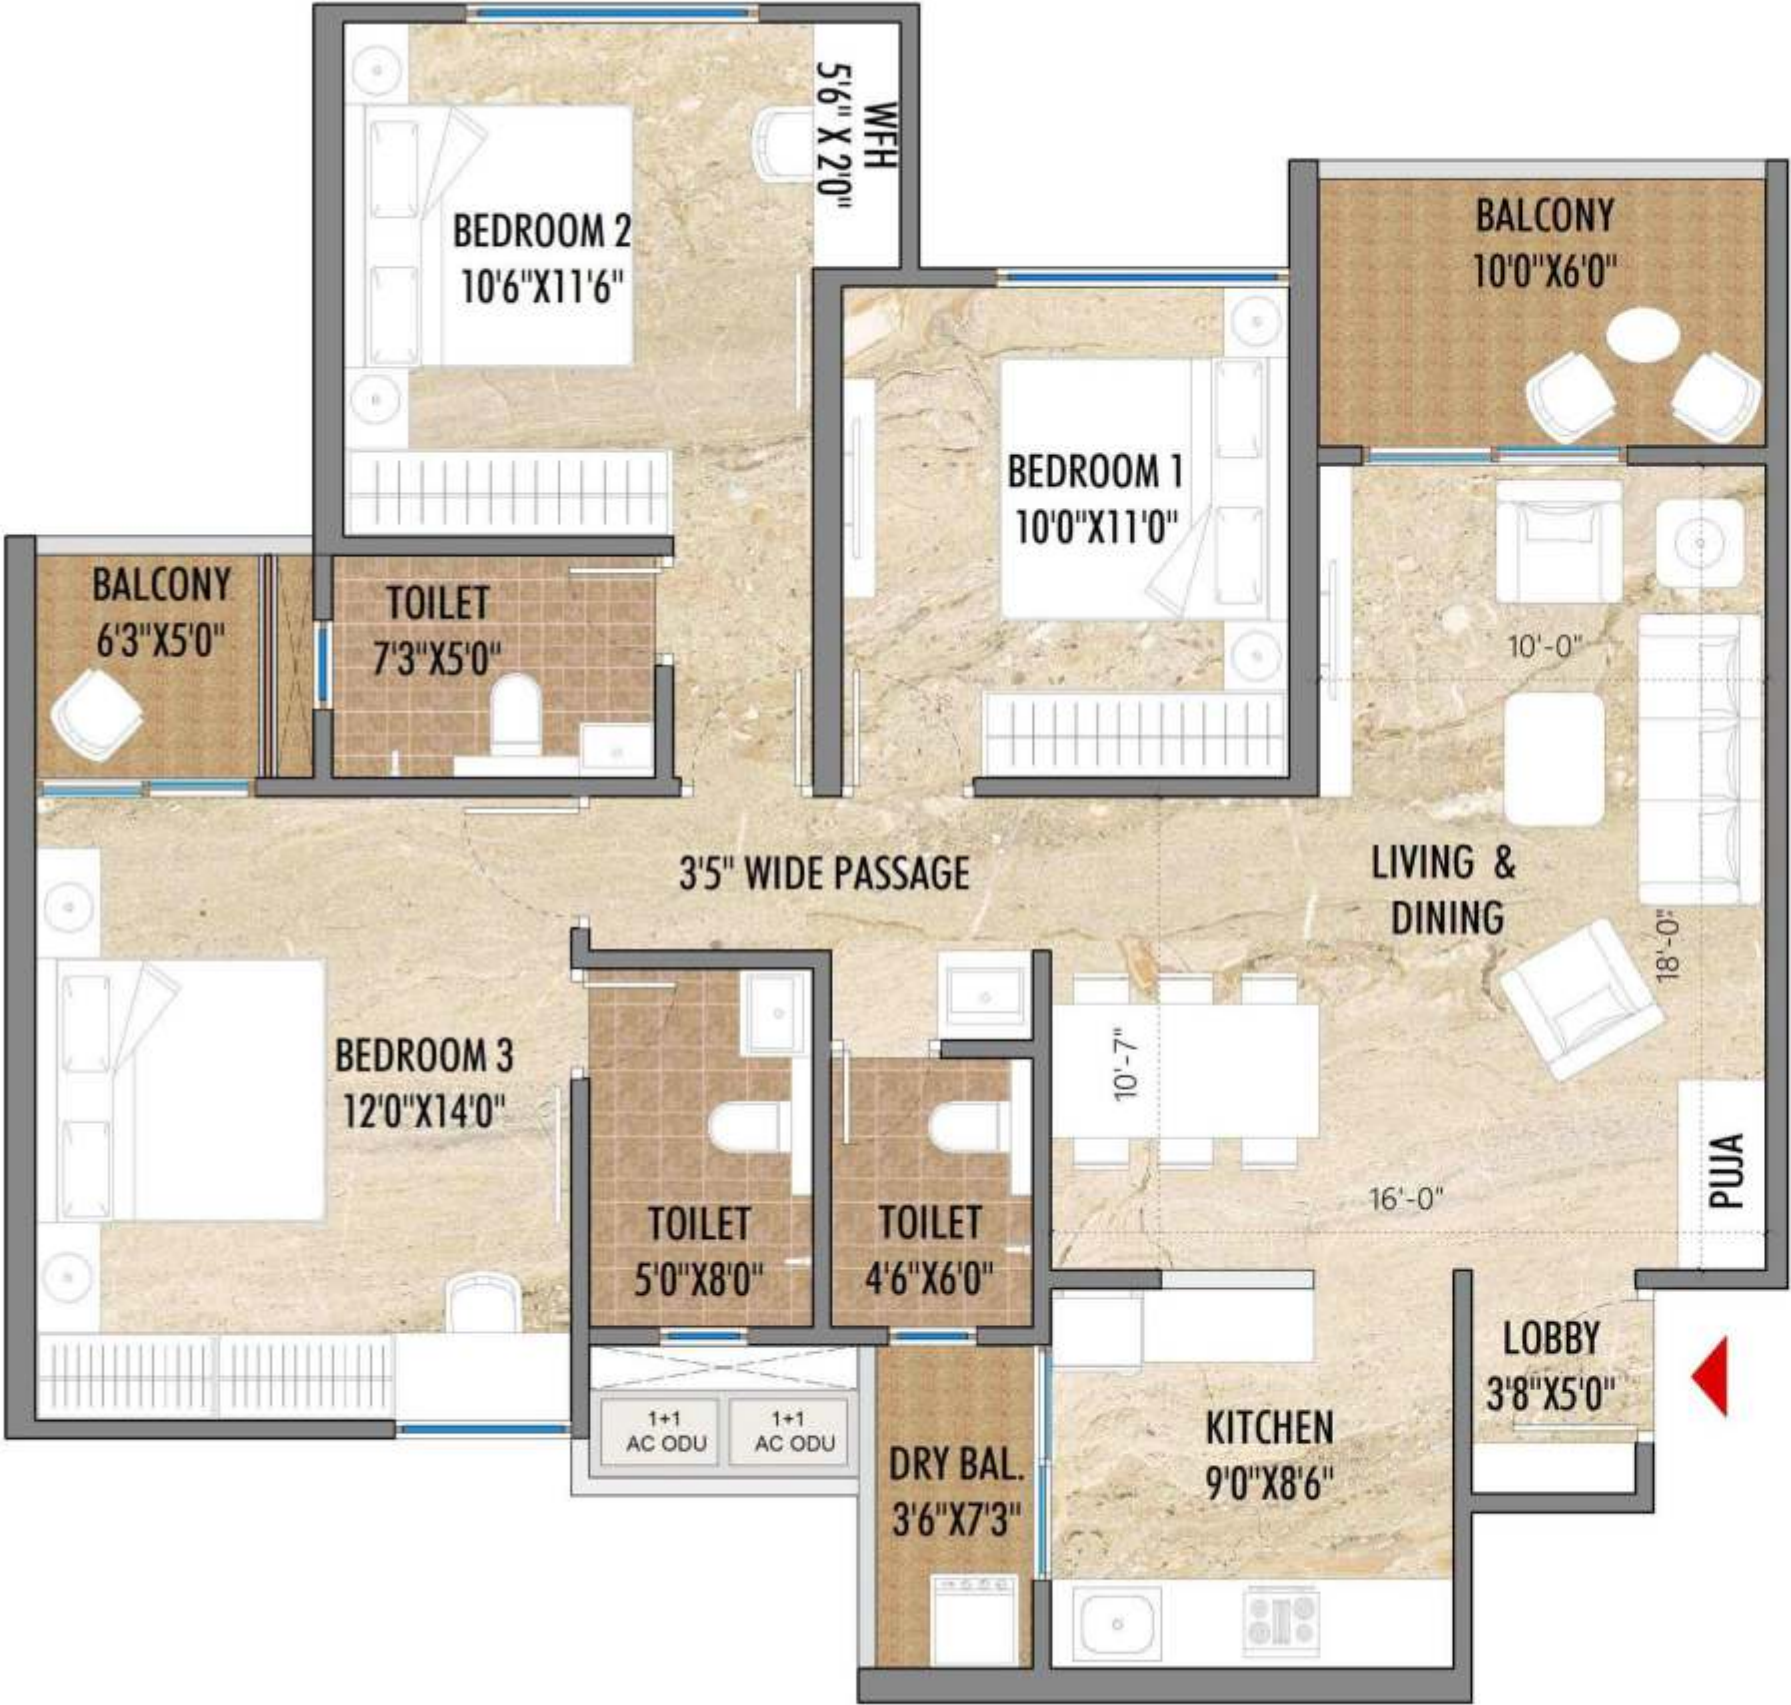 WFH
5'6" X 2'0"
BEDROOM 2
10'6"X11'6"
BALCONY
10'0"X6'0"
BEDROOM 1
10'0"X11'0"
BALCONY
6'3"X5'0"
TOILET
7'3"X5'0"
10'-0"
3'5" WIDE PASSAGE
LIVING &
DINING
18'-0"
BEDROOM 3
12'0"X14'0"
10'-7"
16'-0"
PUJA
TOILET
5'0"X8'0"
TOILET
4'6"X6'0"
LOBBY
3'8"X5'0"
1+1
AC ODU
1+1
AC ODU
KITCHEN
9'0"X8'6"
DRY BAL.
3'6"X7'3"